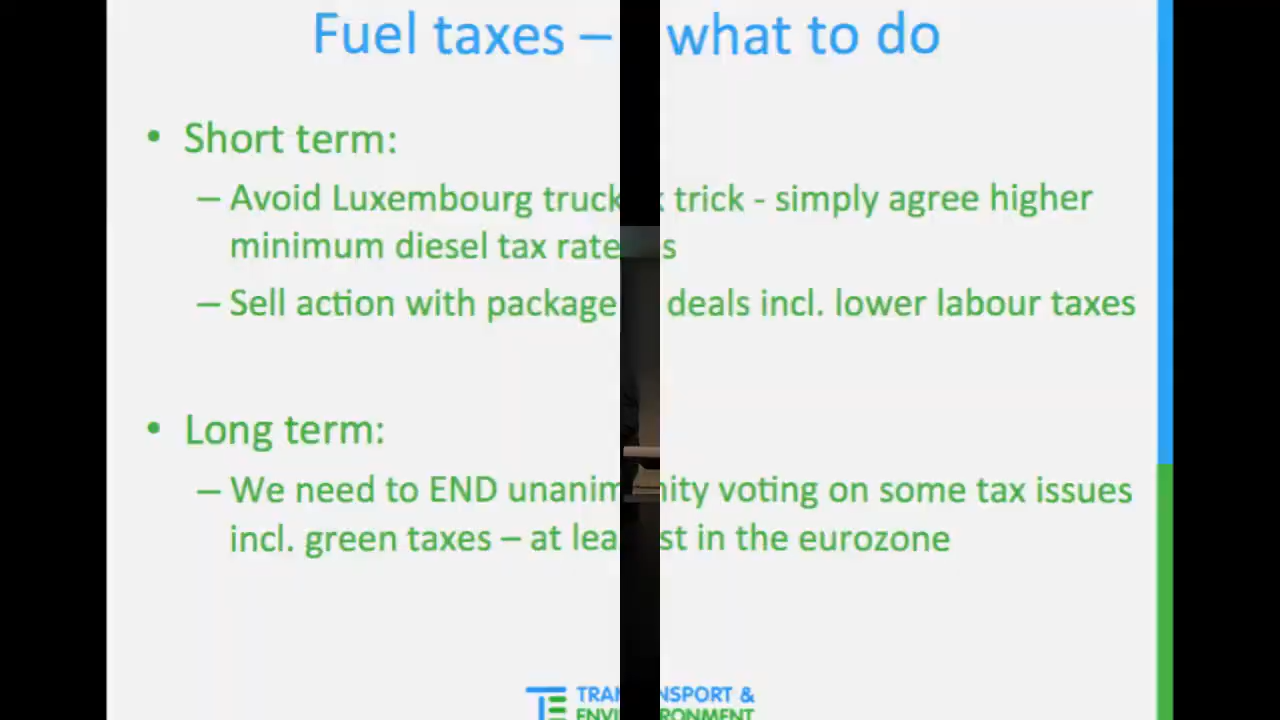 Fuel taxes – what to do
• Short term:
– Avoid Luxembourg truck trick - simply agree higher
minimum diesel tax rates
– Sell action with package deals incl. lower labour taxes
• Long term:
– We need to END unanimity voting on some tax issues
incl. green taxes – at least in the eurozone
TRANSPORT &
ENVIRONMENT